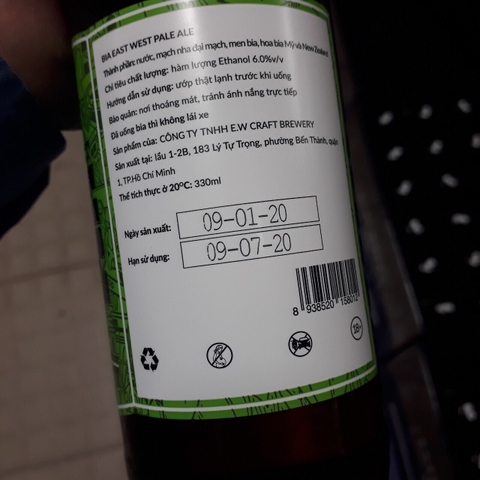 BIA EAST WEST PALE ALE
Thành phần: nước, mạch nha đại mạch, men bia, hoa bia Mỹ và New Zealand
Chỉ tiêu chất lượng: hàm lượng Ethanol 6.0%v/v
Hướng dẫn sử dụng: ướp thật lạnh trước khi uống
Bảo quản: nơi thoáng mát, tránh ánh nắng trực tiếp
Đã uống bia thì không lái xe
Sản phẩm của: CÔNG TY TNHH E.W CRAFT BREWERY
Sản xuất tại: lầu 1-2B, 183 Lý Tự Trọng, phường Bến Thành, quận
1, TP.Hồ Chí Minh
Thể tích thực ở 20°C: 330ml
Ngày sản xuất: 09-01-20
Hạn sử dụng: 09-07-20
8 938520 158012
18+